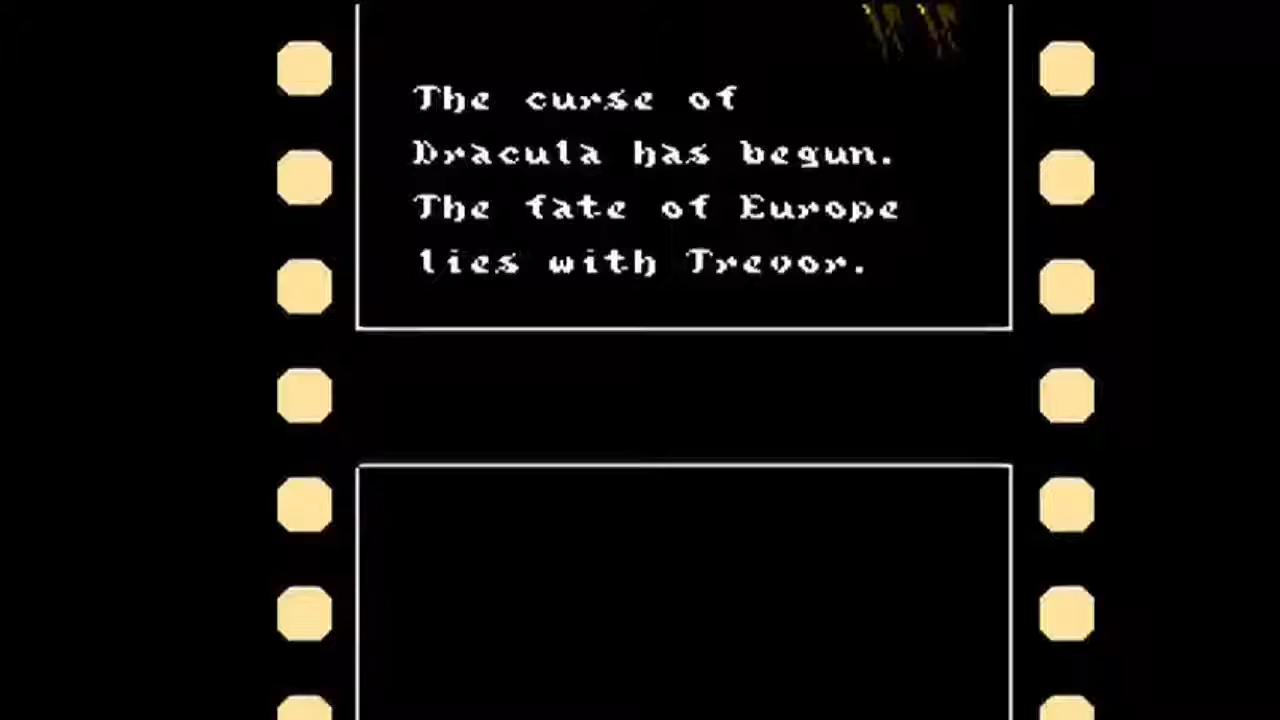 The curse of
Dracula has begun.
The fate of Europe
lies with Trevor.